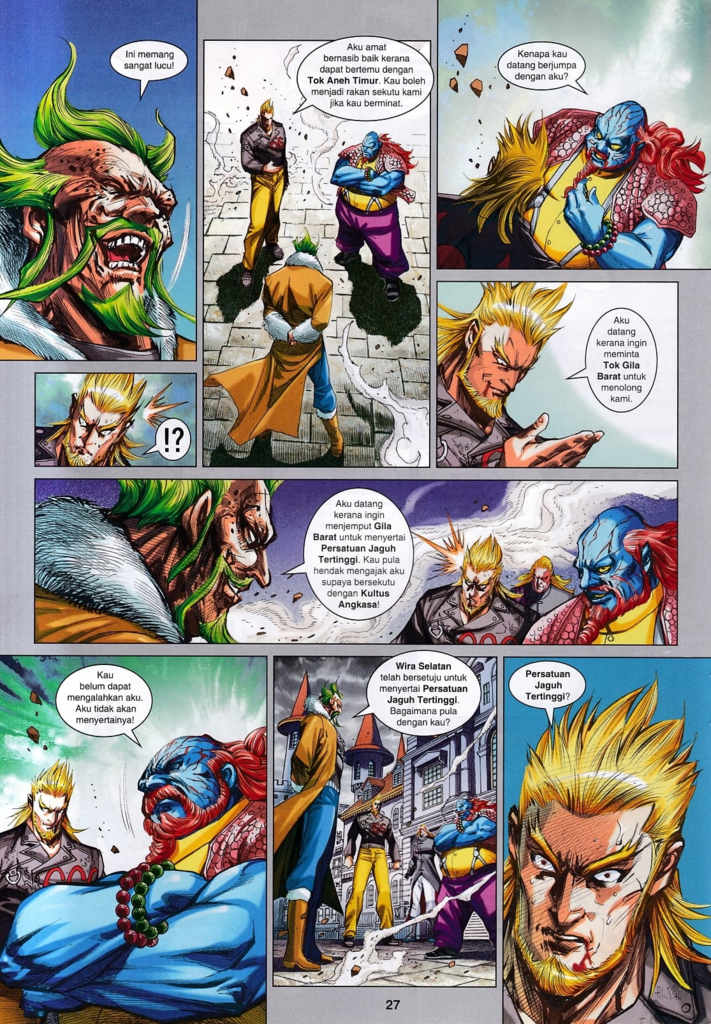 Ini memang
sangat lucu!
Aku amat
bernasib baik kerana
dapat bertemu dengan
Tok Aneh Timur. Kau boleh
menjadi rakan sekutu kami
jika kau berminat.
Kenapa kau
datang berjumpa
dengan aku?
!?
Aku
datang
kerana ingin
meminta
Tok Gila
Barat untuk
menolong
kami.
Aku datang
kerana ingin
menjemput Gila
Barat untuk menyertai
Persatuan Jaguh
Tertinggi. Kau pula
hendak mengajak aku
supaya bersekutu
dengan Kultus
Angkasa!
Kau
belum dapat
mengalahkan aku.
Aku tidak akan
menyertainya!
Wira Selatan
telah bersetuju untuk
menyertai Persatuan
Jaguh Tertinggi.
Bagaimana pula
dengan kau?
Persatuan
Jaguh
Tertinggi?
27